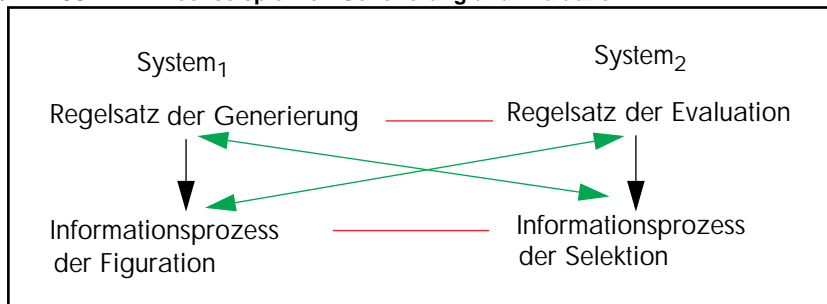 System1
System2
Regelsatz der Generierung
Regelsatz der Evaluation
Informationsprozess
der Figuration
Informationsprozess
der Selektion